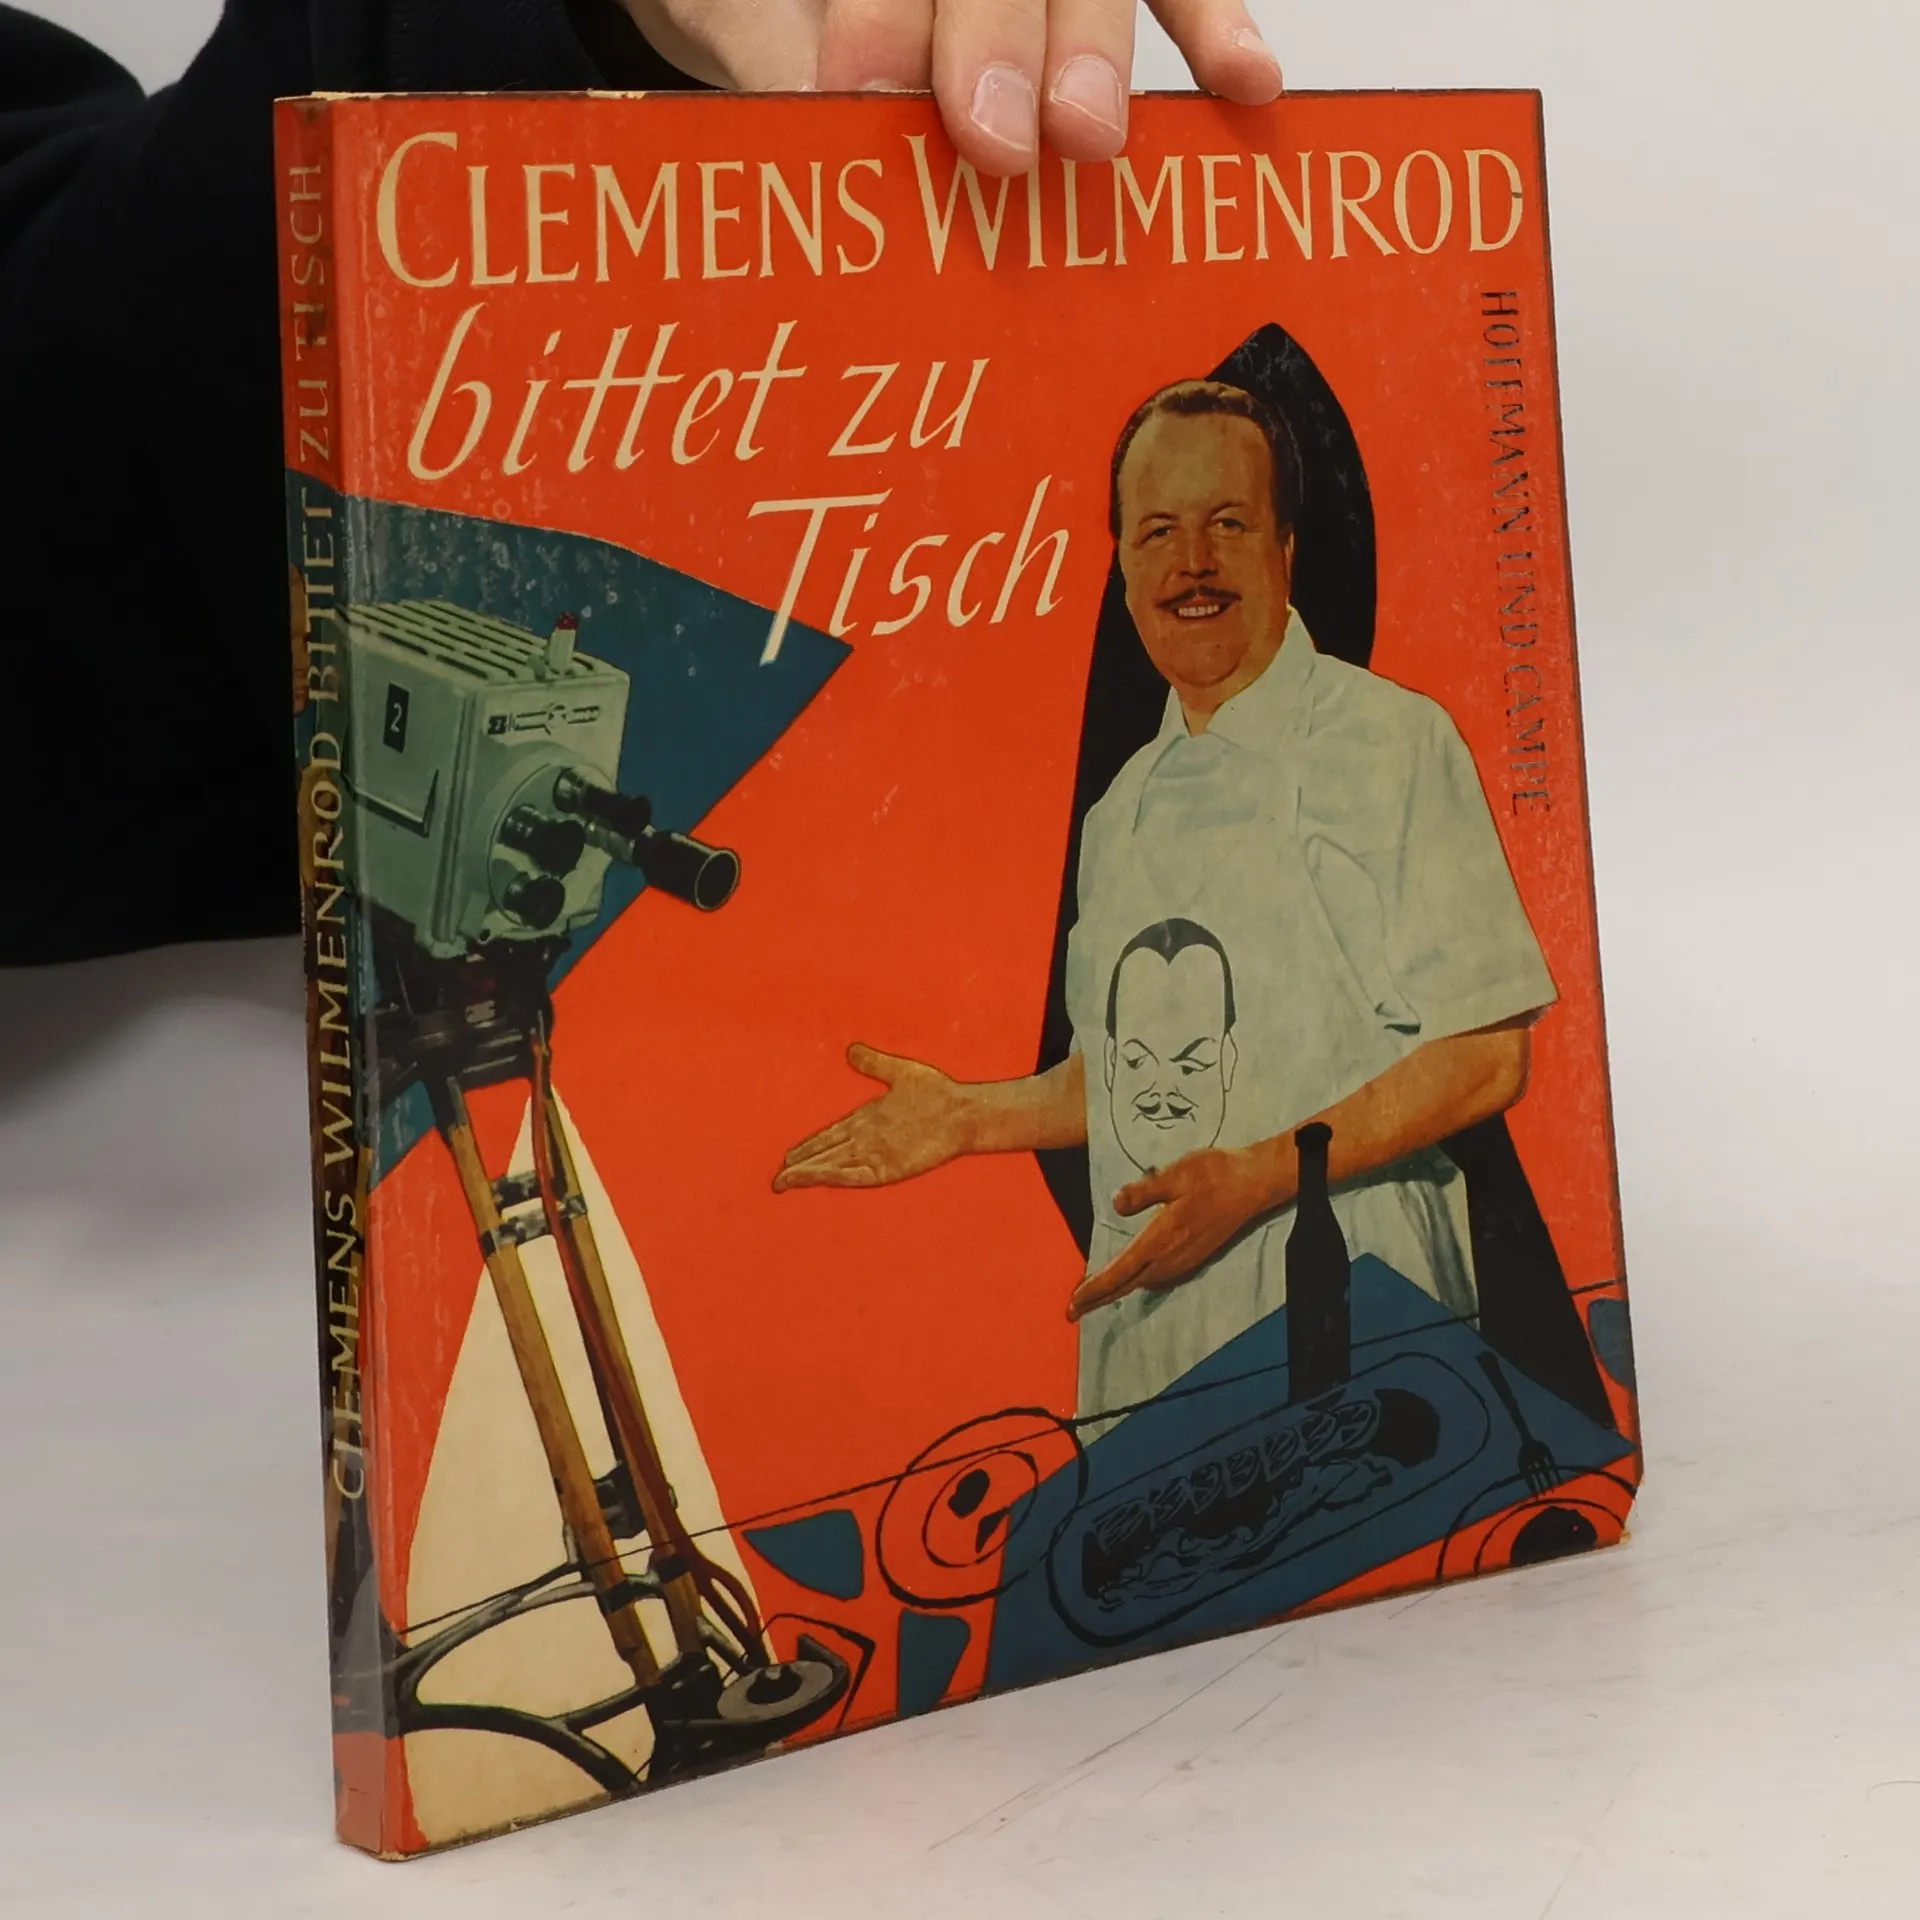 CLEMENS WILMENROD
bittet zu
Tisch
HOFFMANN UND CAMPE
2
CLEMENS WILMENROD BITTET ZU TISCH